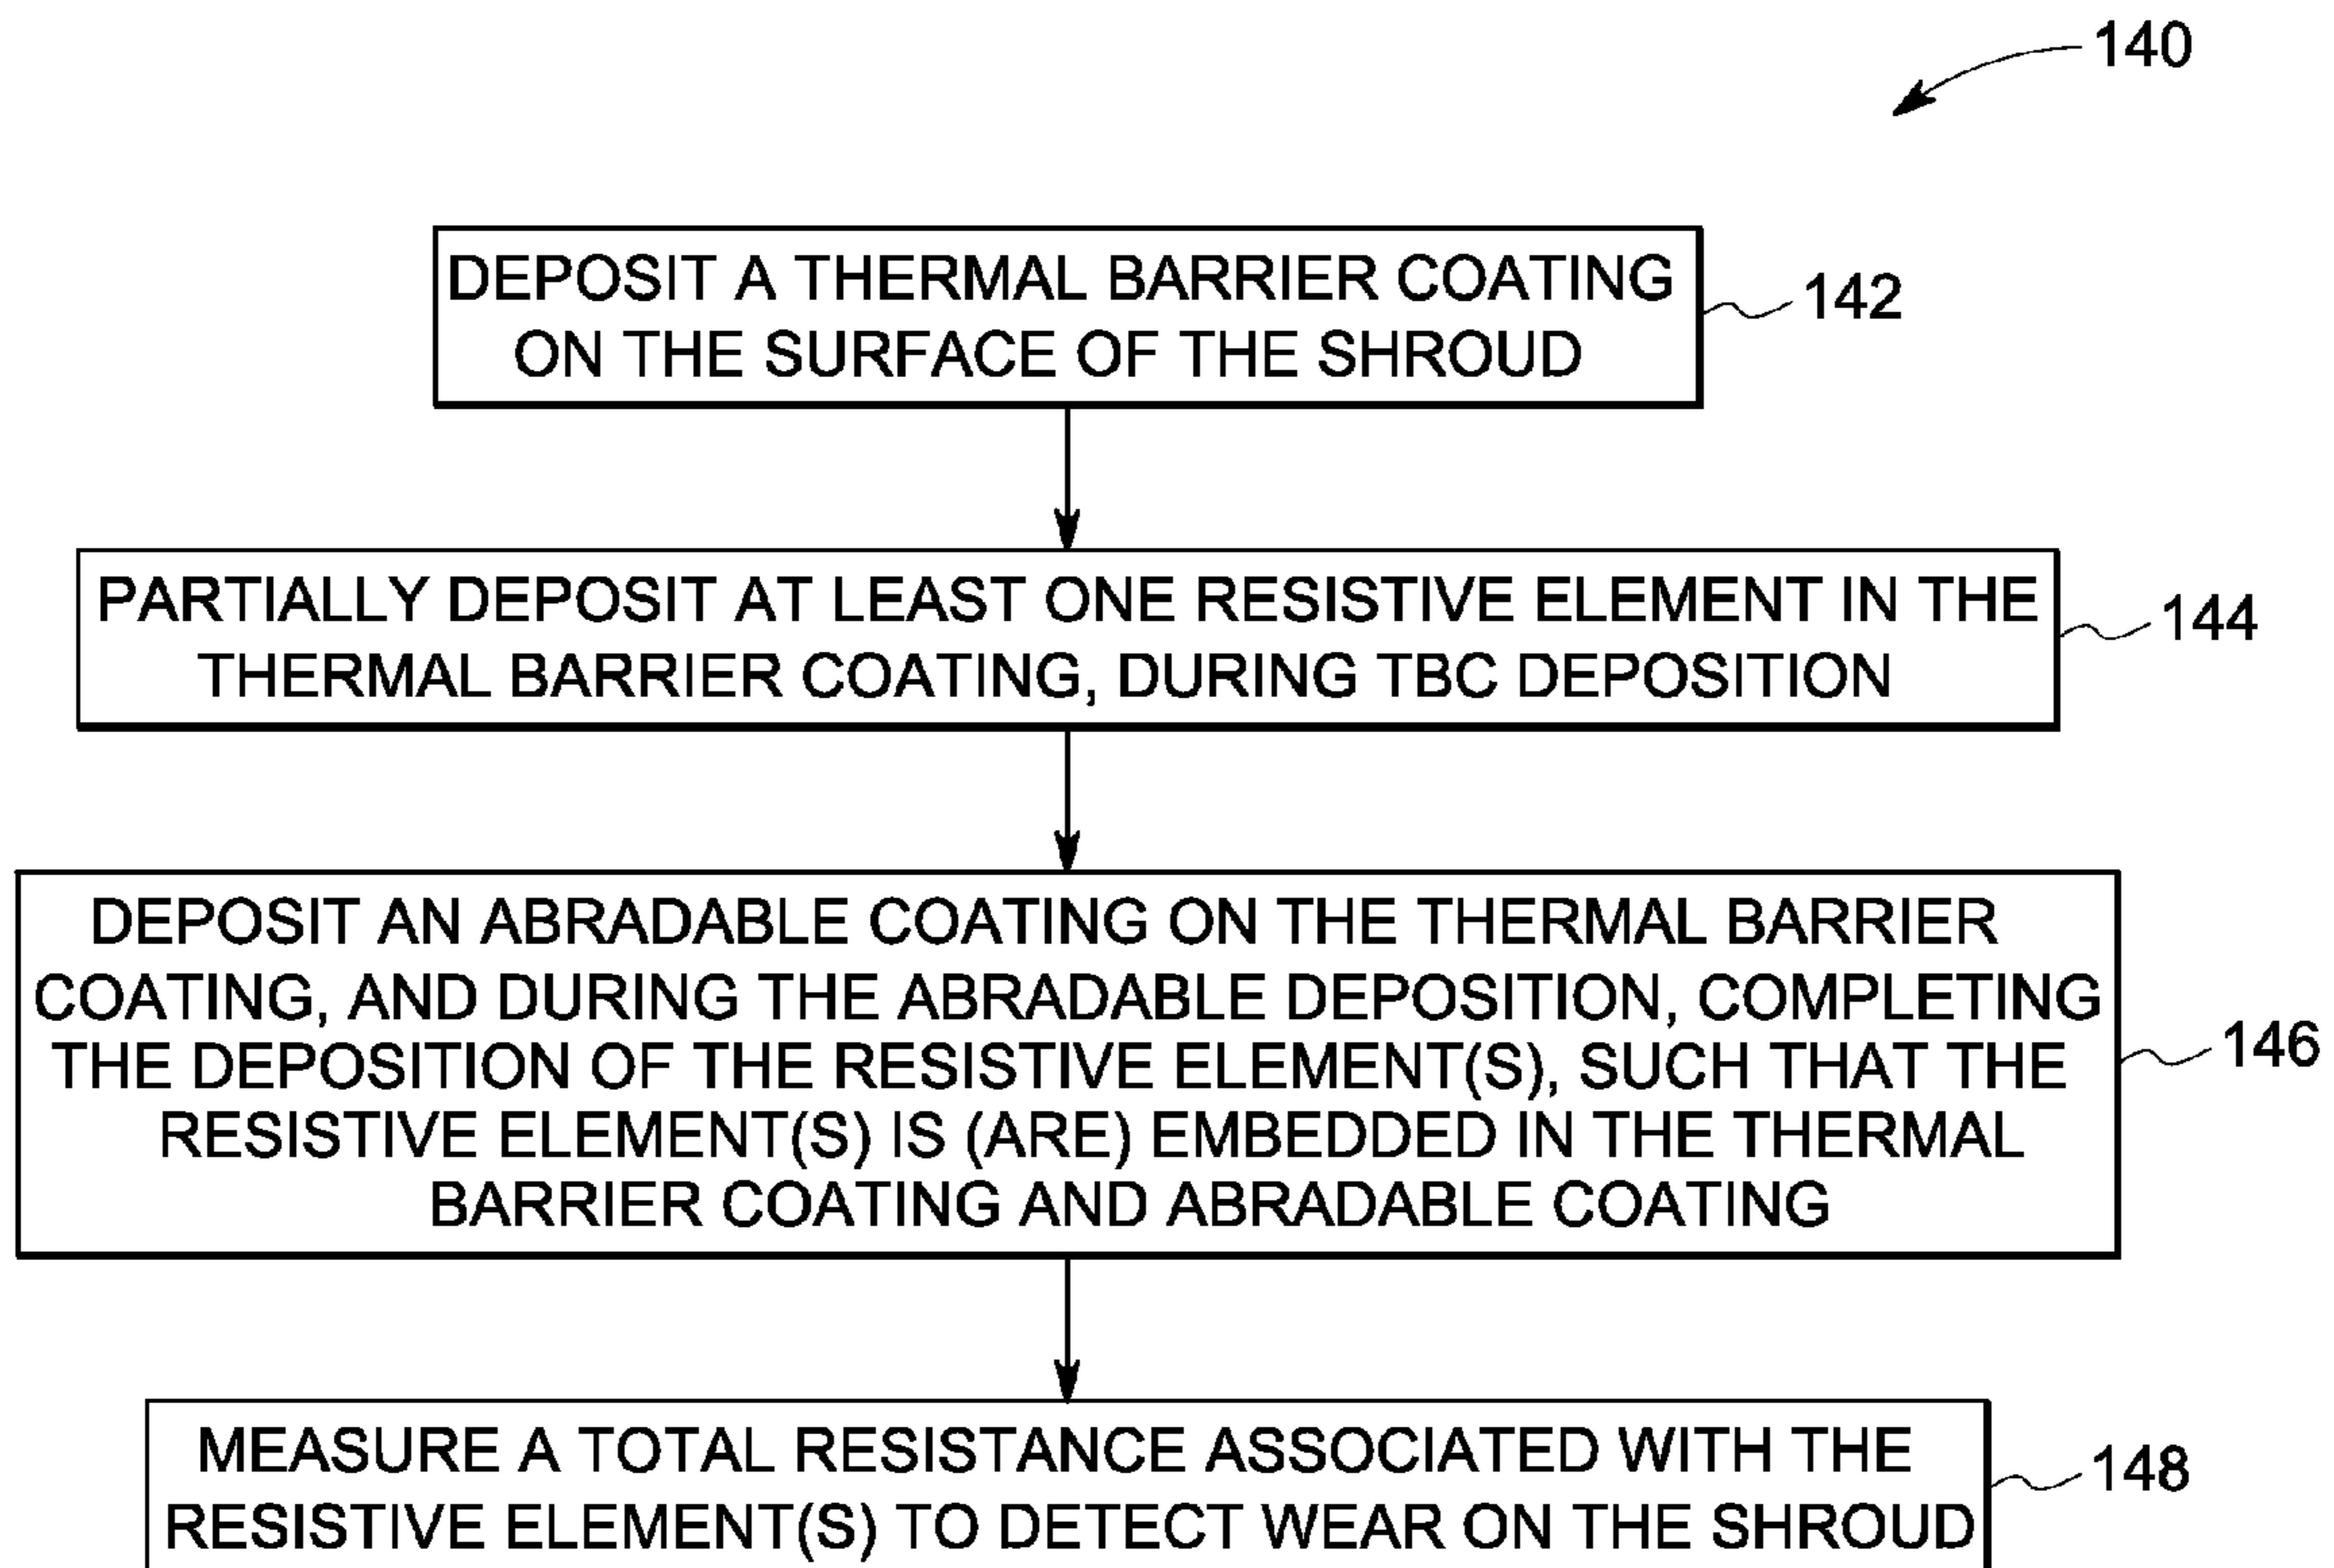 140
DEPOSIT A THERMAL BARRIER COATING
ON THE SURFACE OF THE SHROUD
142
PARTIALLY DEPOSIT AT LEAST ONE RESISTIVE ELEMENT IN THE
THERMAL BARRIER COATING, DURING TBC DEPOSITION
144
DEPOSIT AN ABRADABLE COATING ON THE THERMAL BARRIER
COATING, AND DURING THE ABRADABLE DEPOSITION, COMPLETING
THE DEPOSITION OF THE RESISTIVE ELEMENT(S), SUCH THAT THE
RESISTIVE ELEMENT(S) IS (ARE) EMBEDDED IN THE THERMAL
BARRIER COATING AND ABRADABLE COATING
146
MEASURE A TOTAL RESISTANCE ASSOCIATED WITH THE
RESISTIVE ELEMENT(S) TO DETECT WEAR ON THE SHROUD
148